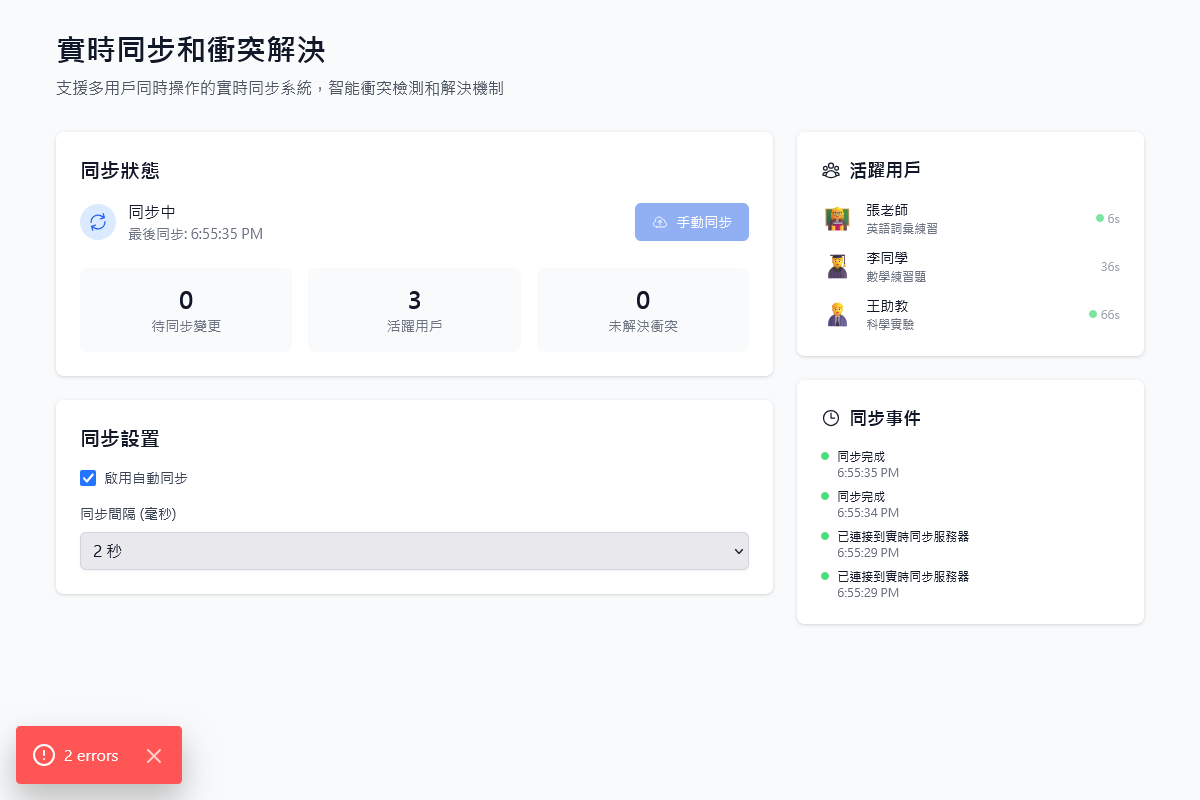 實時同步和衝突解決
支援多用戶同時操作的實時同步系統，智能衝突檢測和解決機制
同步狀態
同步中
最後同步: 6:55:35 PM
手動同步
0
待同步變更
3
活躍用戶
0
未解決衝突
同步設置
啟用自動同步
同步間隔 (毫秒)
2 秒
活躍用戶
張老師
英語詞彙練習
6s
李同學
數學練習題
36s
王助教
科學實驗
66s
同步事件
同步完成
6:55:35 PM
同步完成
6:55:34 PM
已連接到實時同步服務器
6:55:29 PM
已連接到實時同步服務器
6:55:29 PM
2 errors